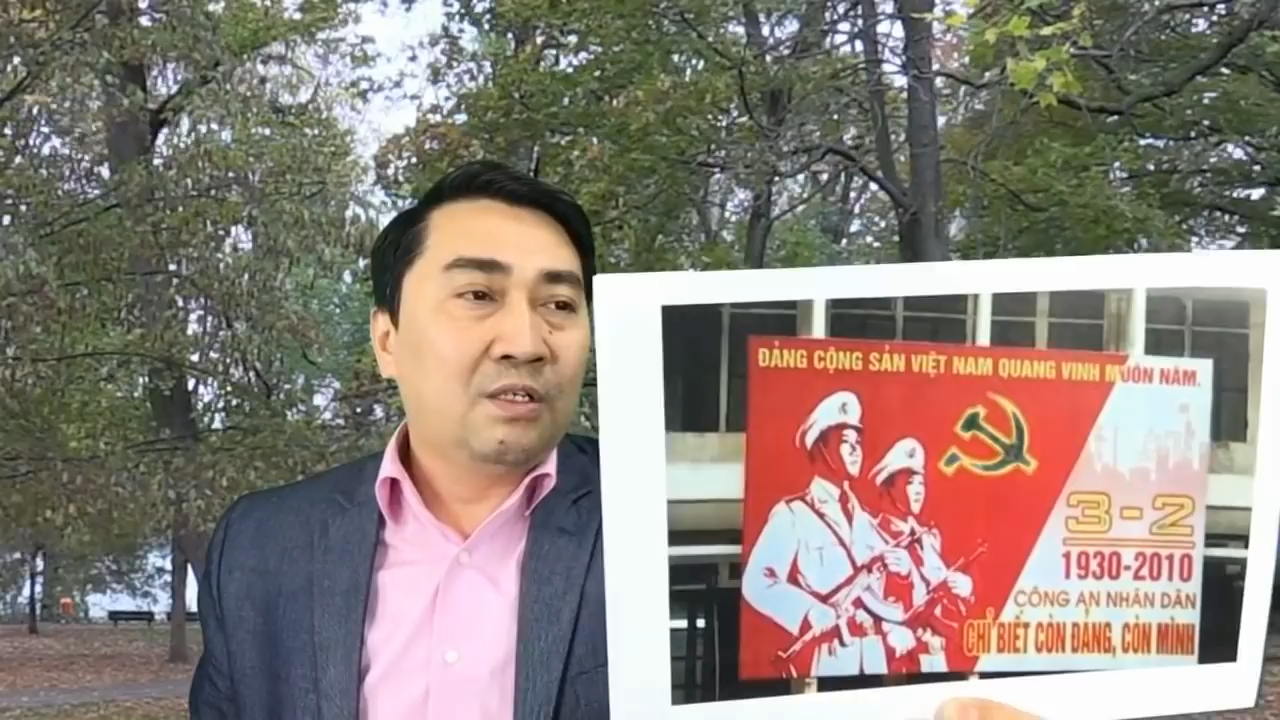 ĐẢNG CỘNG SẢN VIỆT NAM QUANG VINH MUÔN NĂM.
3-2
1930-2010
CÔNG AN NHÂN DÂN
CHỈ BIẾT CÒN ĐẢNG, CÒN MÌNH